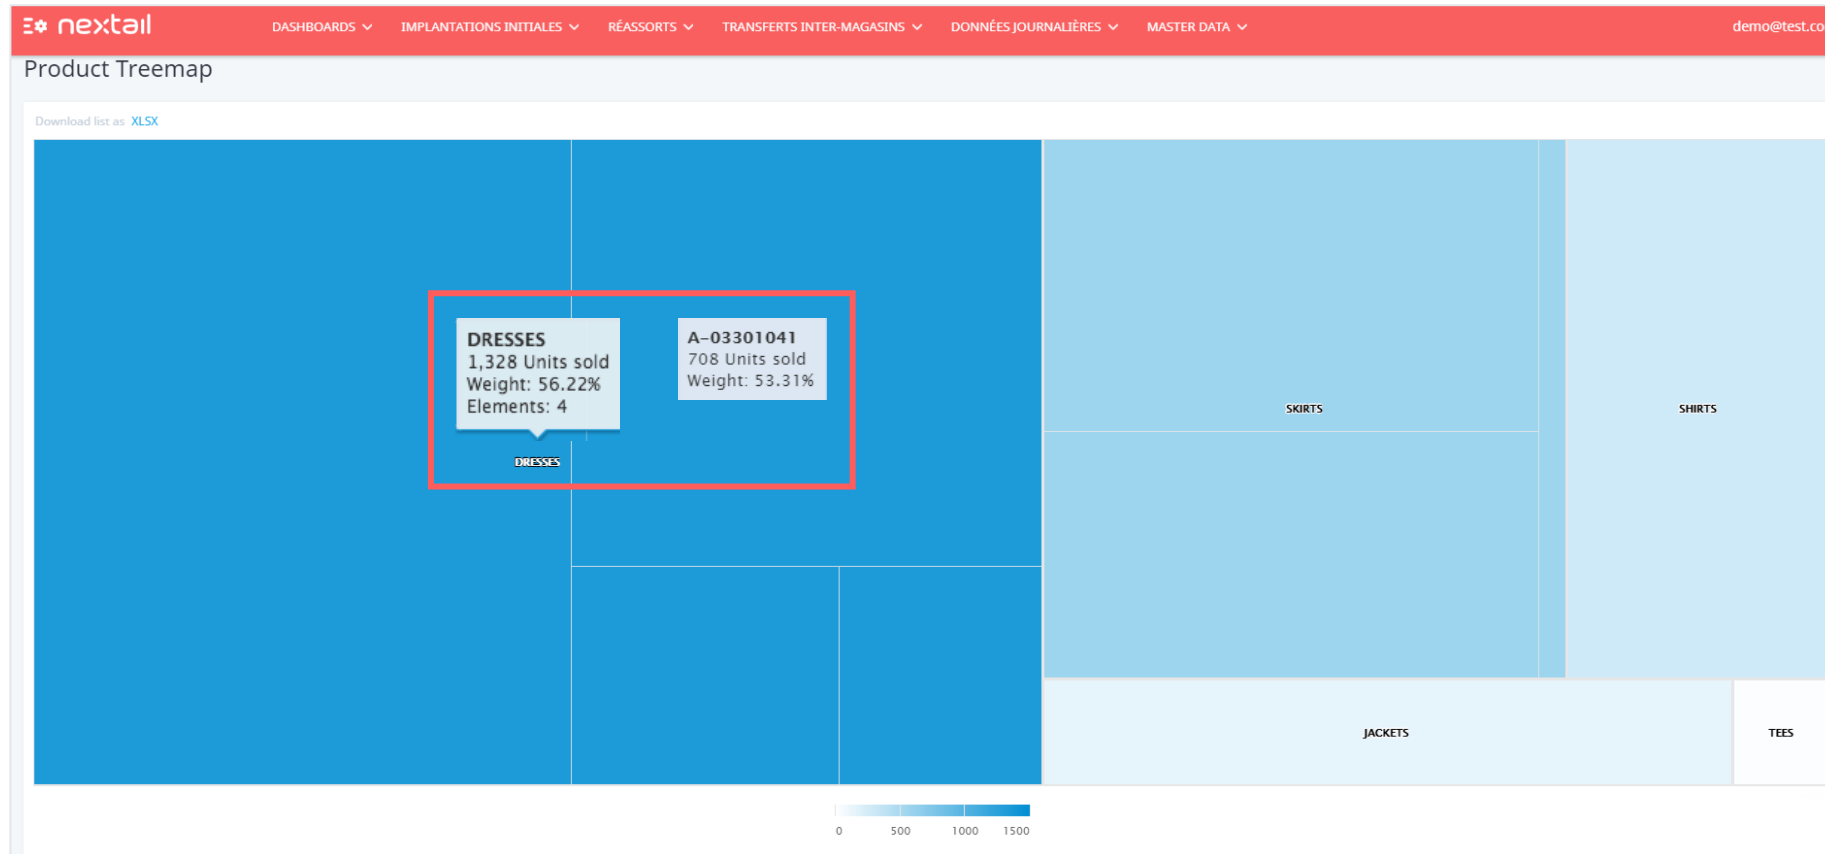 nextail
DASHBOARDS IMPLANTATIONS INITIALES RÉASSORTS TRANSFERTS INTER-MAGASINS DONNÉES JOURNALIÈRES MASTER DATA demo@test.co
Product Treemap
Download list as XLSX
DRESSES
1,328 Units sold
Weight: 56.22%
Elements: 4
A-03301041
708 Units sold
Weight: 53.31%
DRESSES
SKIRTS
SHIRTS
JACKETS
TEES
0 500 1000 1500